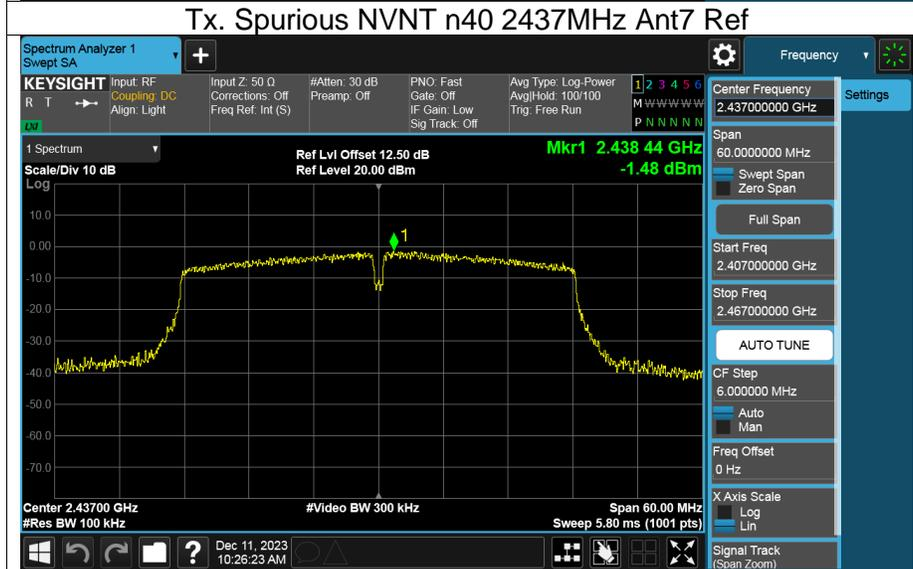 Tx. Spurious NVNT n40 2437MHz Ant7 Ref
Spectrum Analyzer 1
Swept SA
+
Frequency
KEYSIGHT
R T
LXI
Input: RF
Coupling: DC
Align: Light
Input Z: 50 Ω
Corrections: Off
Freq Ref: Int (S)
#Atten: 30 dB
Preamp: Off
PNO: Fast
Gate: Off
IF Gain: Low
Sig Track: Off
Avg Type: Log-Power
Avg|Hold: 100/100
Trig: Free Run
1 2 3 4 5 6
M W W W W W
P N N N N N
1 Spectrum
Scale/Div 10 dB
Log
Ref Lvl Offset 12.50 dB
Ref Level 20.00 dBm
Mkr1 2.438 44 GHz
-1.48 dBm
10.0
0.00
-10.0
-20.0
-30.0
-40.0
-50.0
-60.0
-70.0
1
Center 2.43700 GHz
#Res BW 100 kHz
#Video BW 300 kHz
Span 60.00 MHz
Sweep 5.80 ms (1001 pts)
?
Dec 11, 2023
10:26:23 AM
Center Frequency
2.437000000 GHz
Settings
Span
60.0000000 MHz
Swept Span
Zero Span
Full Span
Start Freq
2.407000000 GHz
Stop Freq
2.467000000 GHz
AUTO TUNE
CF Step
6.000000 MHz
Auto
Man
Freq Offset
0 Hz
X Axis Scale
Log
Lin
Signal Track
(Span Zoom)